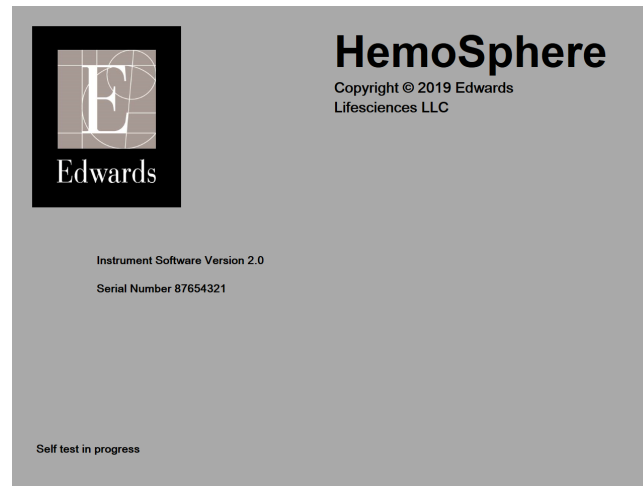 E
Edwards
HemoSphere
Copyright © 2019 Edwards
Lifesciences LLC
Instrument Software Version 2.0
Serial Number 87654321
Self test in progress